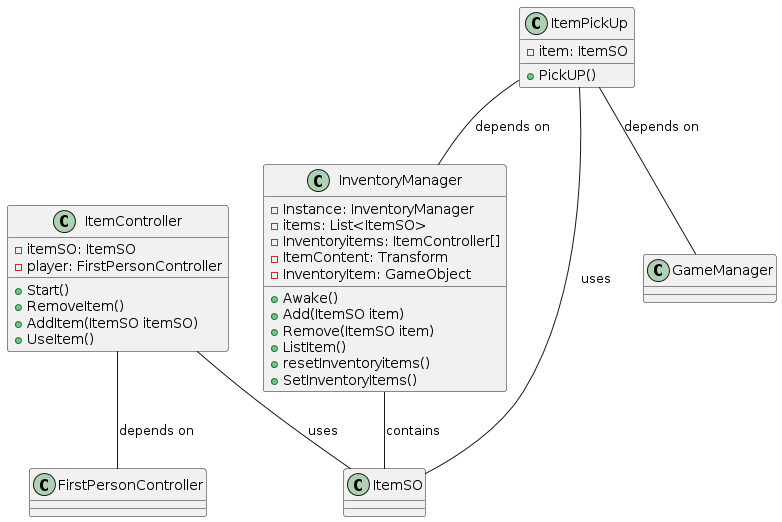 C ItemPickUp
item: ItemSO
PickUP()
depends on
depends on
C InventoryManager
Instance: InventoryManager
items: List<ItemSO>
Inventoryitems: ItemController[]
ItemContent: Transform
InventoryItem: GameObject
Awake()
Add(ItemSO item)
Remove(ItemSO item)
ListItem()
resetInventoryitems()
SetInventoryItems()
C ItemController
itemSO: ItemSO
player: FirstPersonController
Start()
RemoveItem()
AddItem(ItemSO itemSO)
UseItem()
C GameManager
uses
depends on
uses
contains
C FirstPersonController
C ItemSO